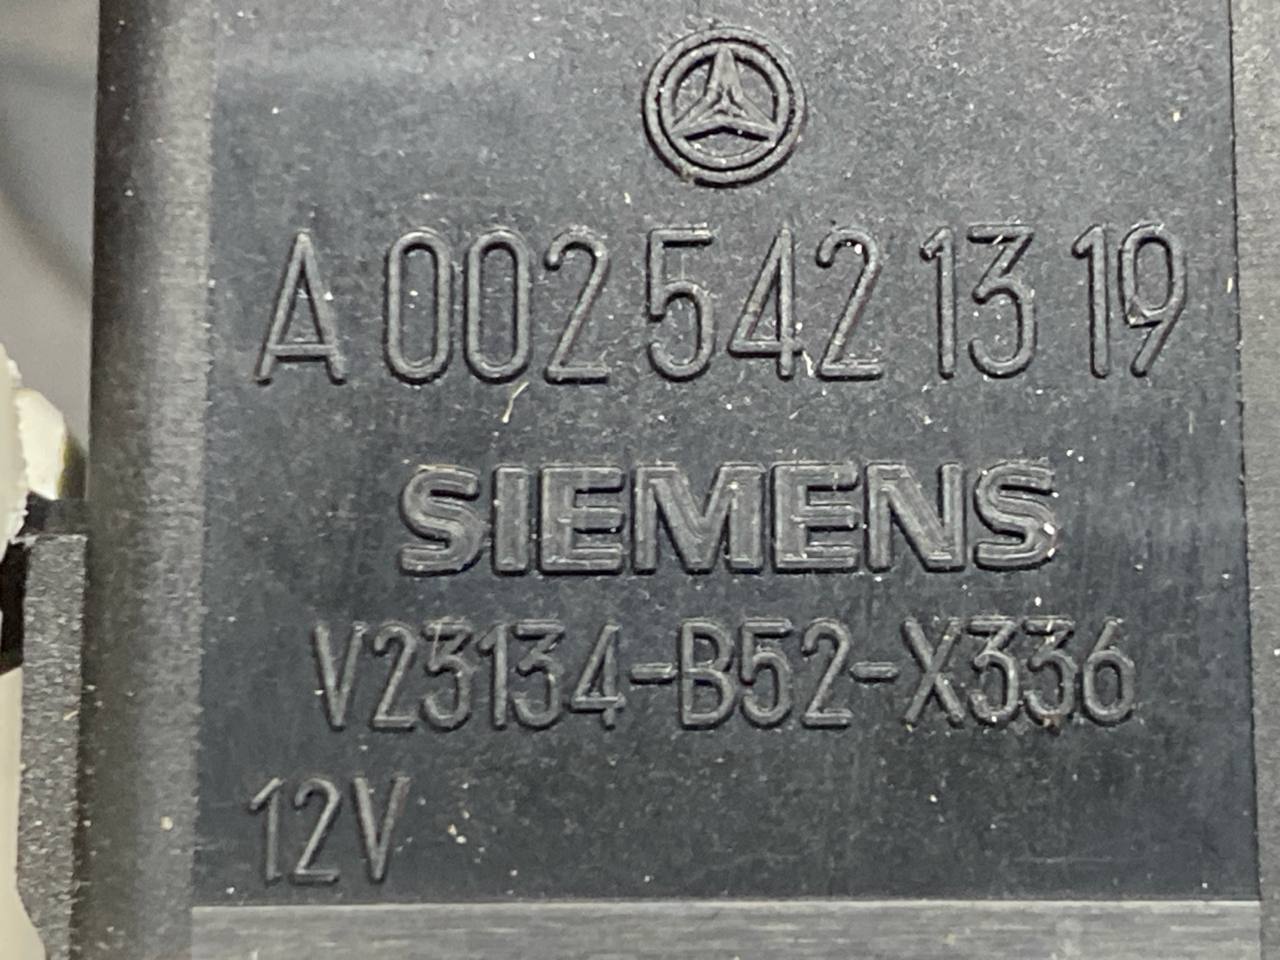 A 002 542 13 19
SIEMENS
V23134-B52-X336
12V